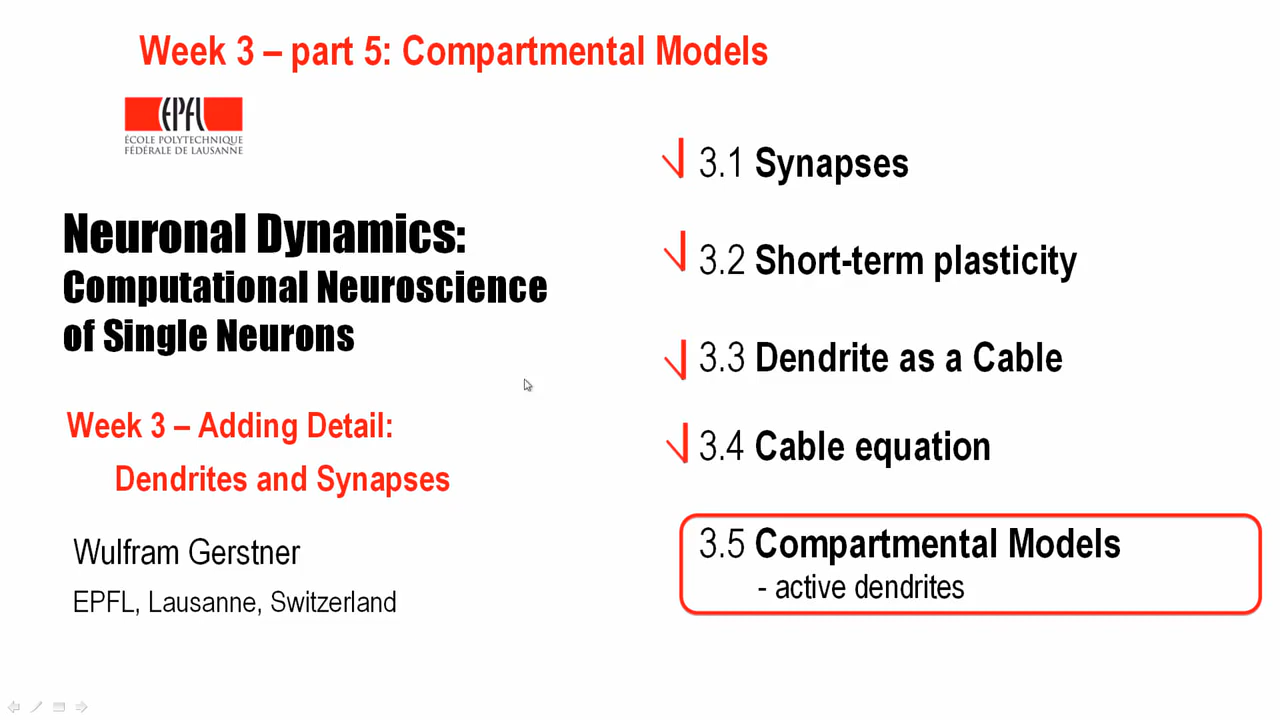 Week 3 – part 5: Compartmental Models
EPFL
ÉCOLE POLYTECHNIQUE
FÉDÉRALE DE LAUSANNE
Neuronal Dynamics:
Computational Neuroscience
of Single Neurons
Week 3 – Adding Detail:
Dendrites and Synapses
Wulfram Gerstner
EPFL, Lausanne, Switzerland
3.1 Synapses
3.2 Short-term plasticity
3.3 Dendrite as a Cable
3.4 Cable equation
3.5 Compartmental Models
- active dendrites